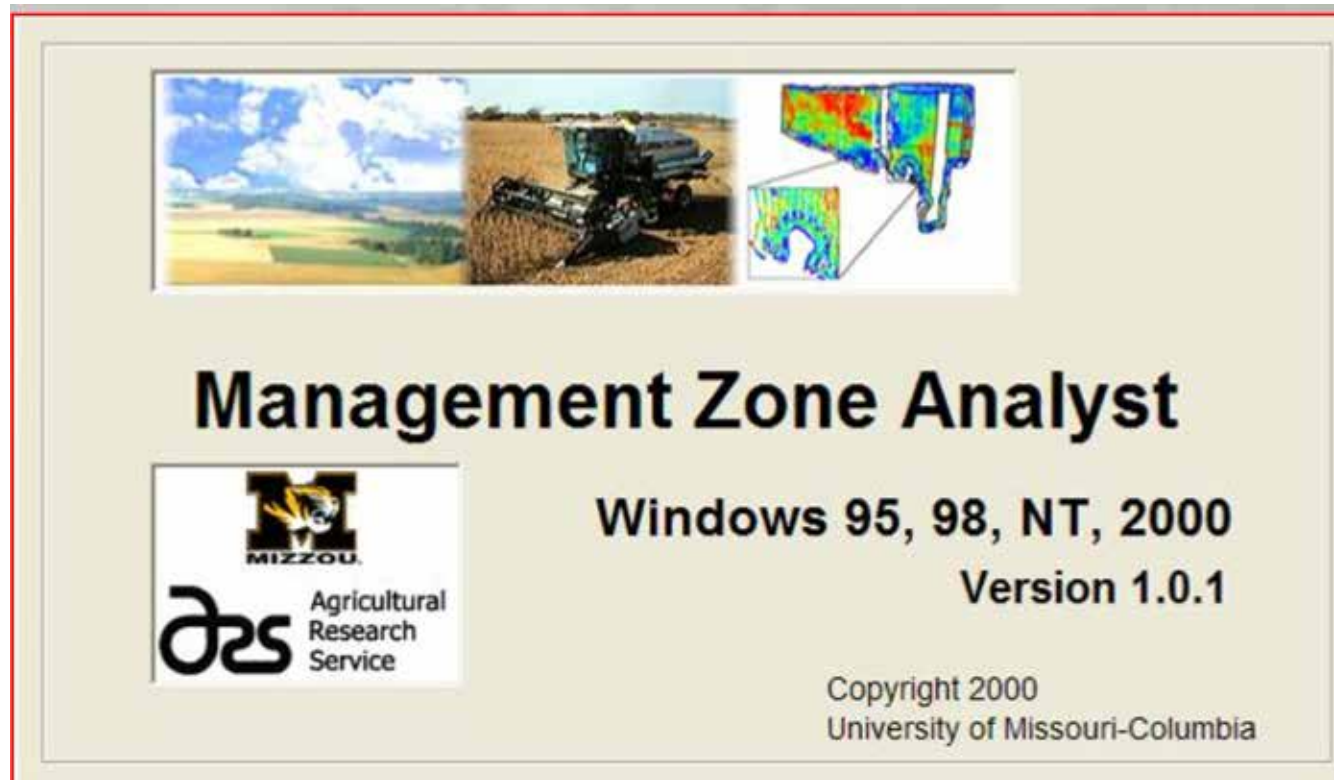 Management Zone Analyst
MIZZOU.
Agricultural
Research
Service
ars
Windows 95, 98, NT, 2000
Version 1.0.1
Copyright 2000
University of Missouri-Columbia